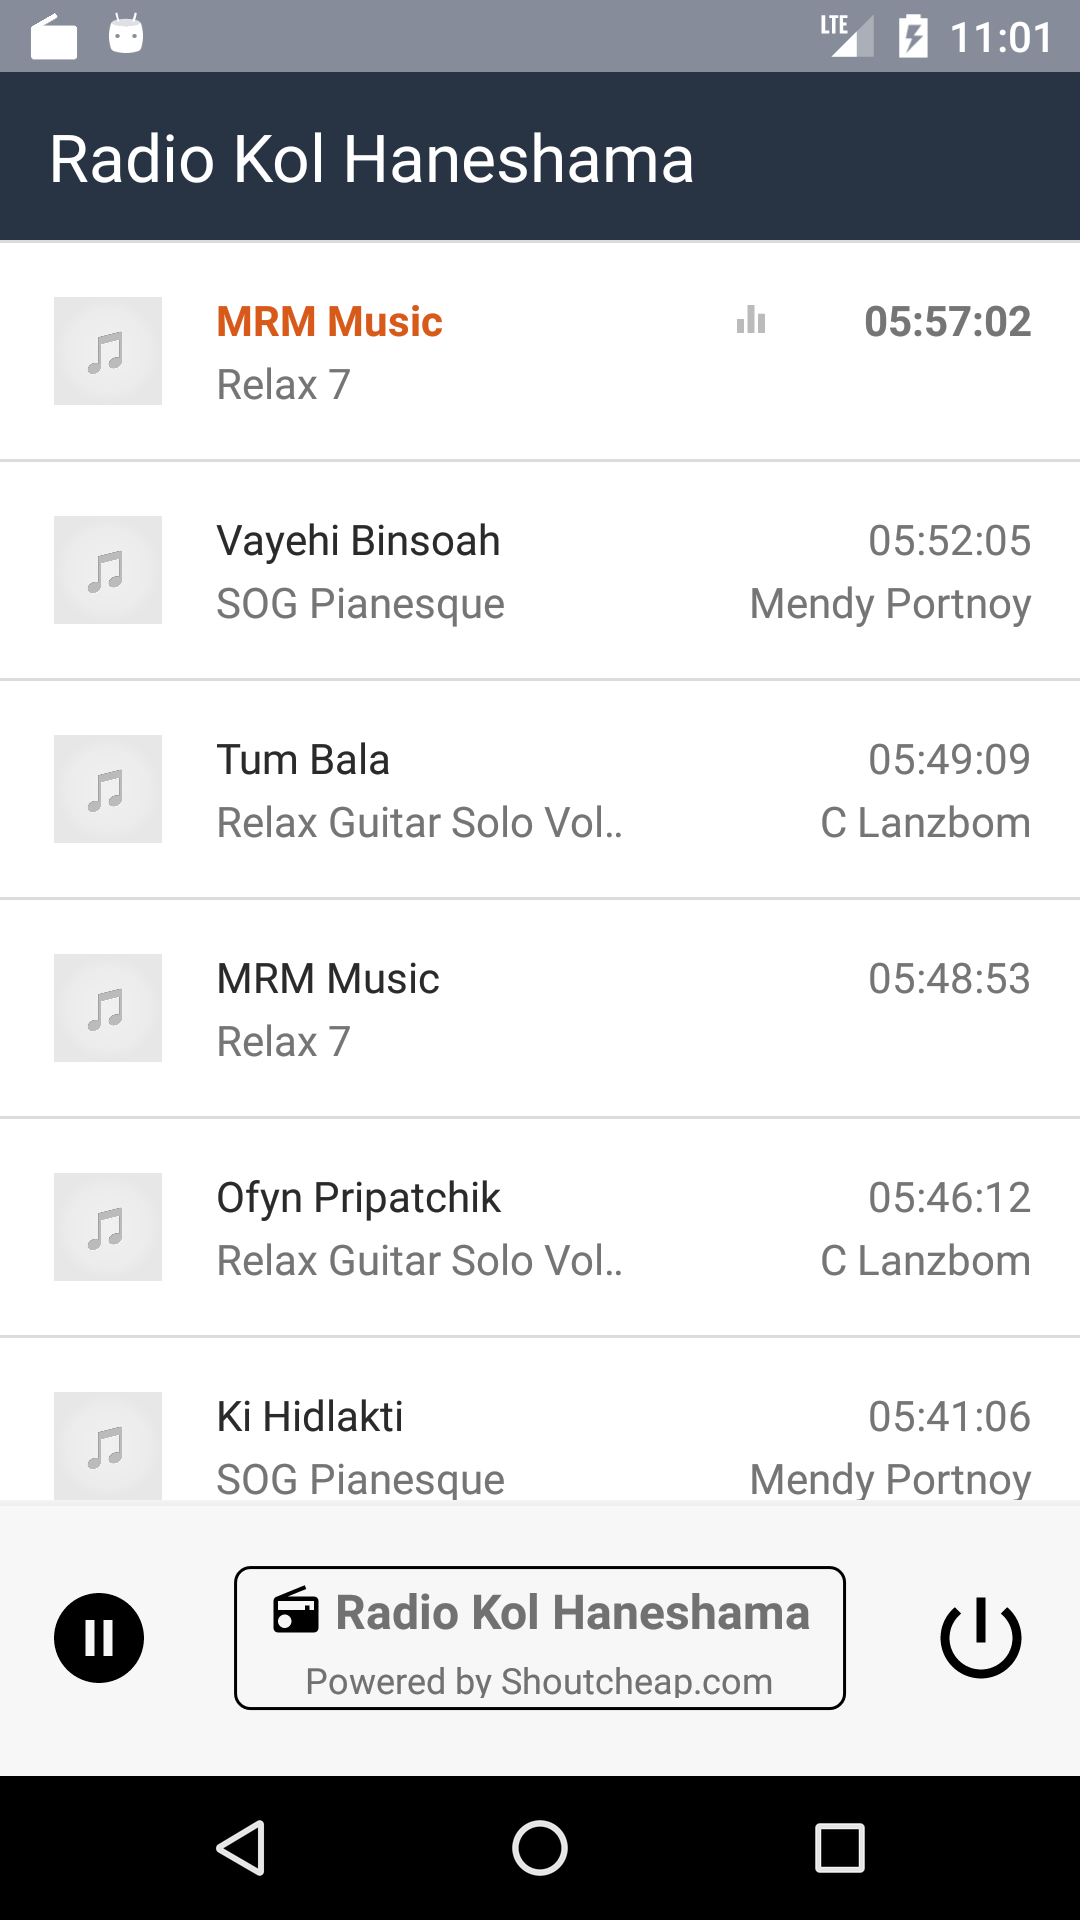 LTE 11:01
Radio Kol Haneshama
MRM Music 05:57:02
Relax 7
Vayehi Binsoah 05:52:05
SOG Pianesque Mendy Portnoy
Tum Bala 05:49:09
Relax Guitar Solo Vol.. C Lanzbom
MRM Music 05:48:53
Relax 7
Ofyn Pripatchik 05:46:12
Relax Guitar Solo Vol.. C Lanzbom
Ki Hidlakti 05:41:06
SOG Pianesque Mendy Portnoy
Radio Kol Haneshama
Powered by Shoutcheap.com